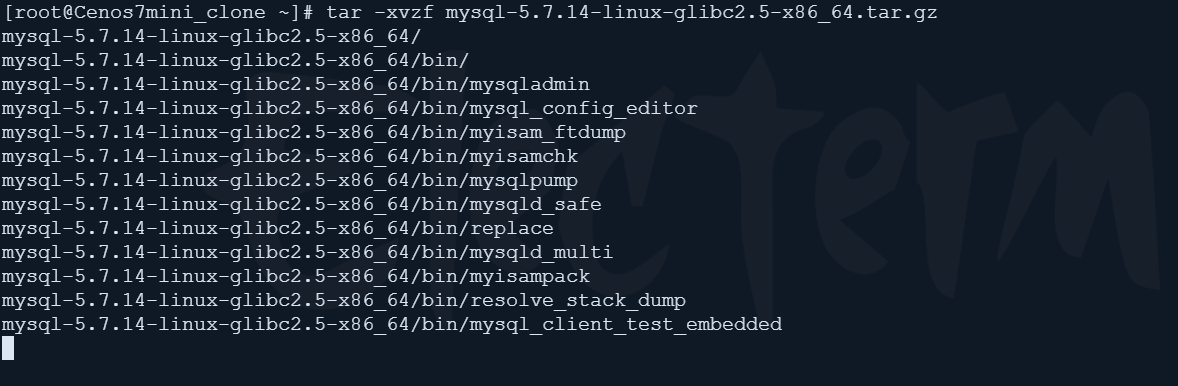 [root@Cenos7mini_clone ~]# tar -xvzf mysql-5.7.14-linux-glibc2.5-x86_64.tar.gz
mysql-5.7.14-linux-glibc2.5-x86_64/
mysql-5.7.14-linux-glibc2.5-x86_64/bin/
mysql-5.7.14-linux-glibc2.5-x86_64/bin/mysqladmin
mysql-5.7.14-linux-glibc2.5-x86_64/bin/mysql_config_editor
mysql-5.7.14-linux-glibc2.5-x86_64/bin/myisam_ftdump
mysql-5.7.14-linux-glibc2.5-x86_64/bin/myisamchk
mysql-5.7.14-linux-glibc2.5-x86_64/bin/mysqlpump
mysql-5.7.14-linux-glibc2.5-x86_64/bin/mysqld_safe
mysql-5.7.14-linux-glibc2.5-x86_64/bin/replace
mysql-5.7.14-linux-glibc2.5-x86_64/bin/mysqld_multi
mysql-5.7.14-linux-glibc2.5-x86_64/bin/myisampack
mysql-5.7.14-linux-glibc2.5-x86_64/bin/resolve_stack_dump
mysql-5.7.14-linux-glibc2.5-x86_64/bin/mysql_client_test_embedded